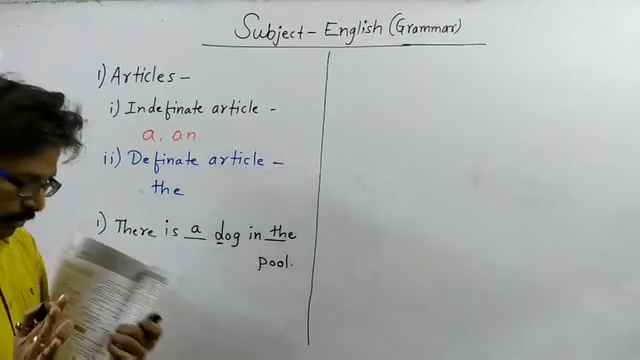 Subject - English (Grammar)
1) Articles -
i) Indefinate article -
a, an
ii) Definate article -
the
1) There is a dog in the
pool.